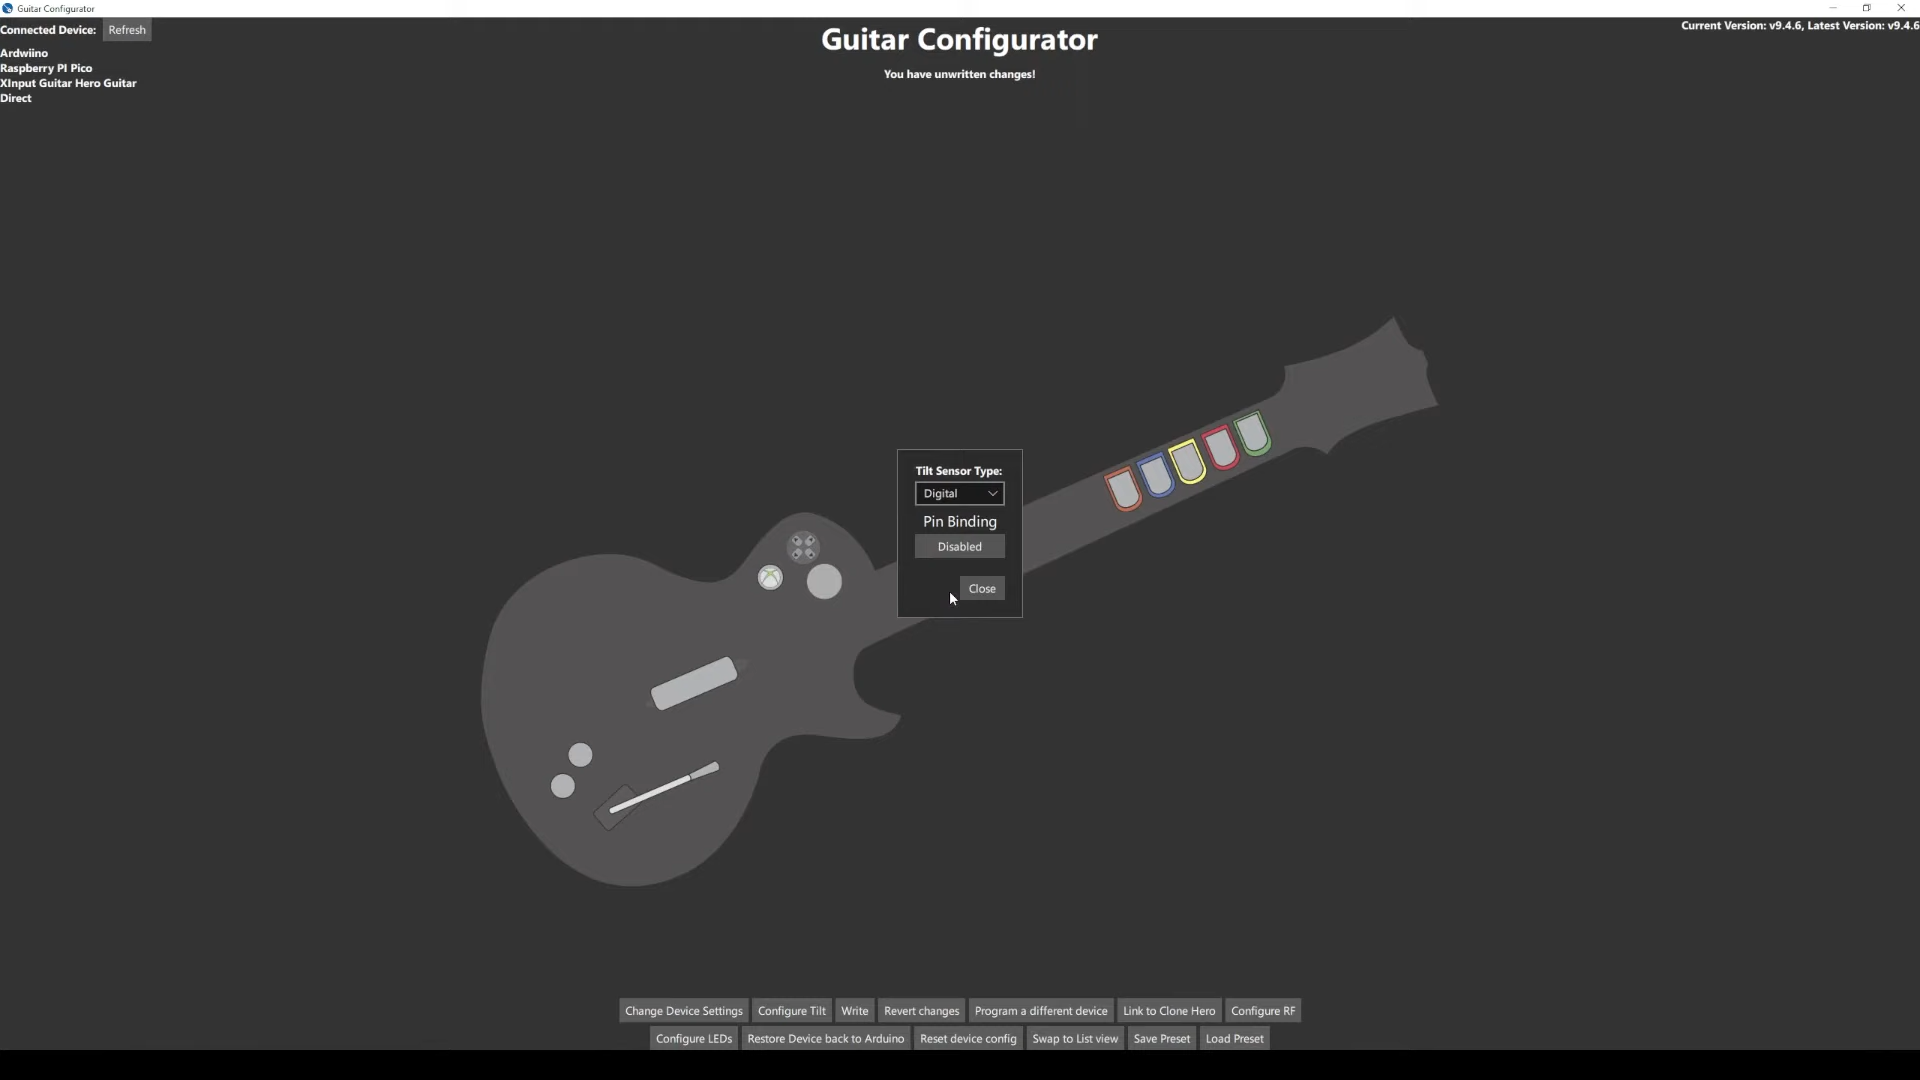 Guitar Configurator
Connected Device: Refresh
Ardwiino
Raspberry PI Pico
XInput Guitar Hero Guitar
Direct
Guitar Configurator
You have unwritten changes!
Current Version: v9.4.6, Latest Version: v9.4.6
Tilt Sensor Type:
Digital
Pin Binding
Disabled
Close
Change Device Settings Configure Tilt Write Revert changes Program a different device Link to Clone Hero Configure RF
Configure LEDs Restore Device back to Arduino Reset device config Swap to List view Save Preset Load Preset